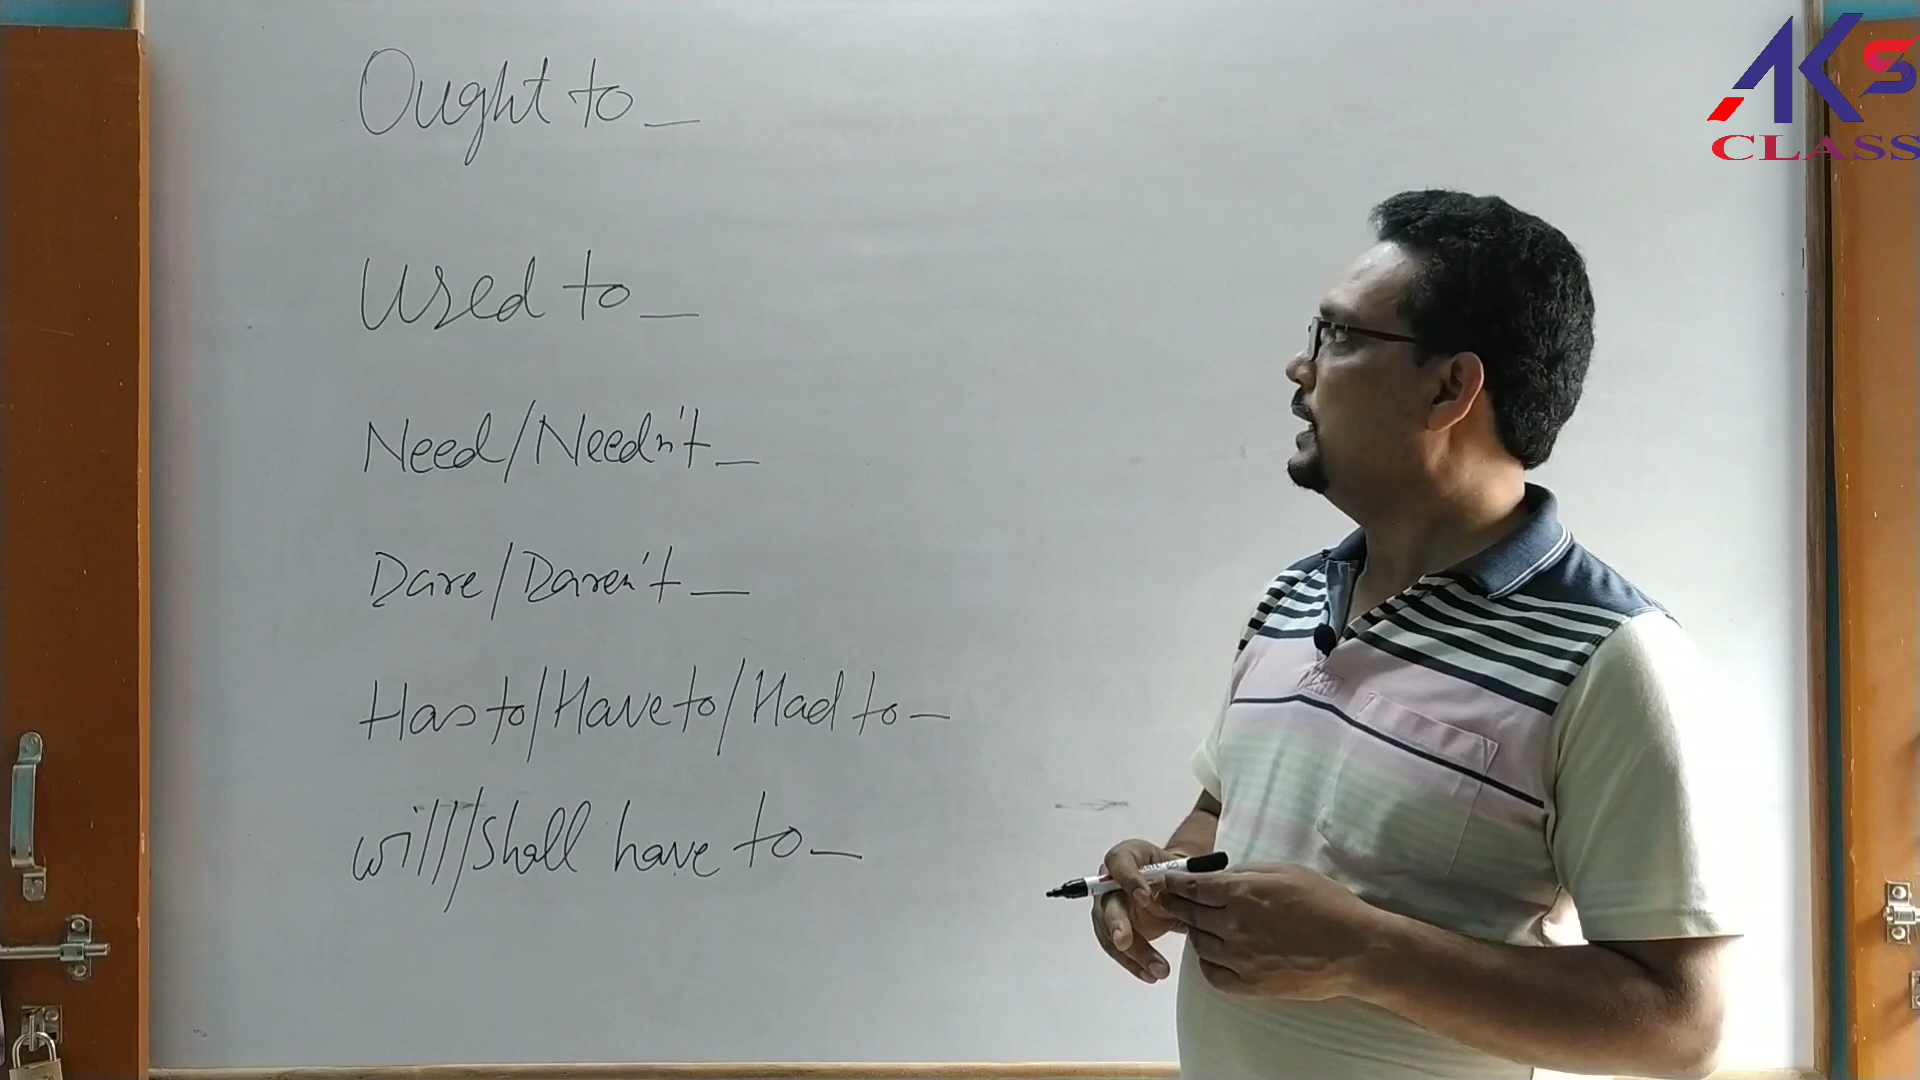 Ought to _
Used to _
Need/Needn't _
Dare/Daren't _
Has to/Have to/Had to _
will/shall have to _
AKS
CLASS